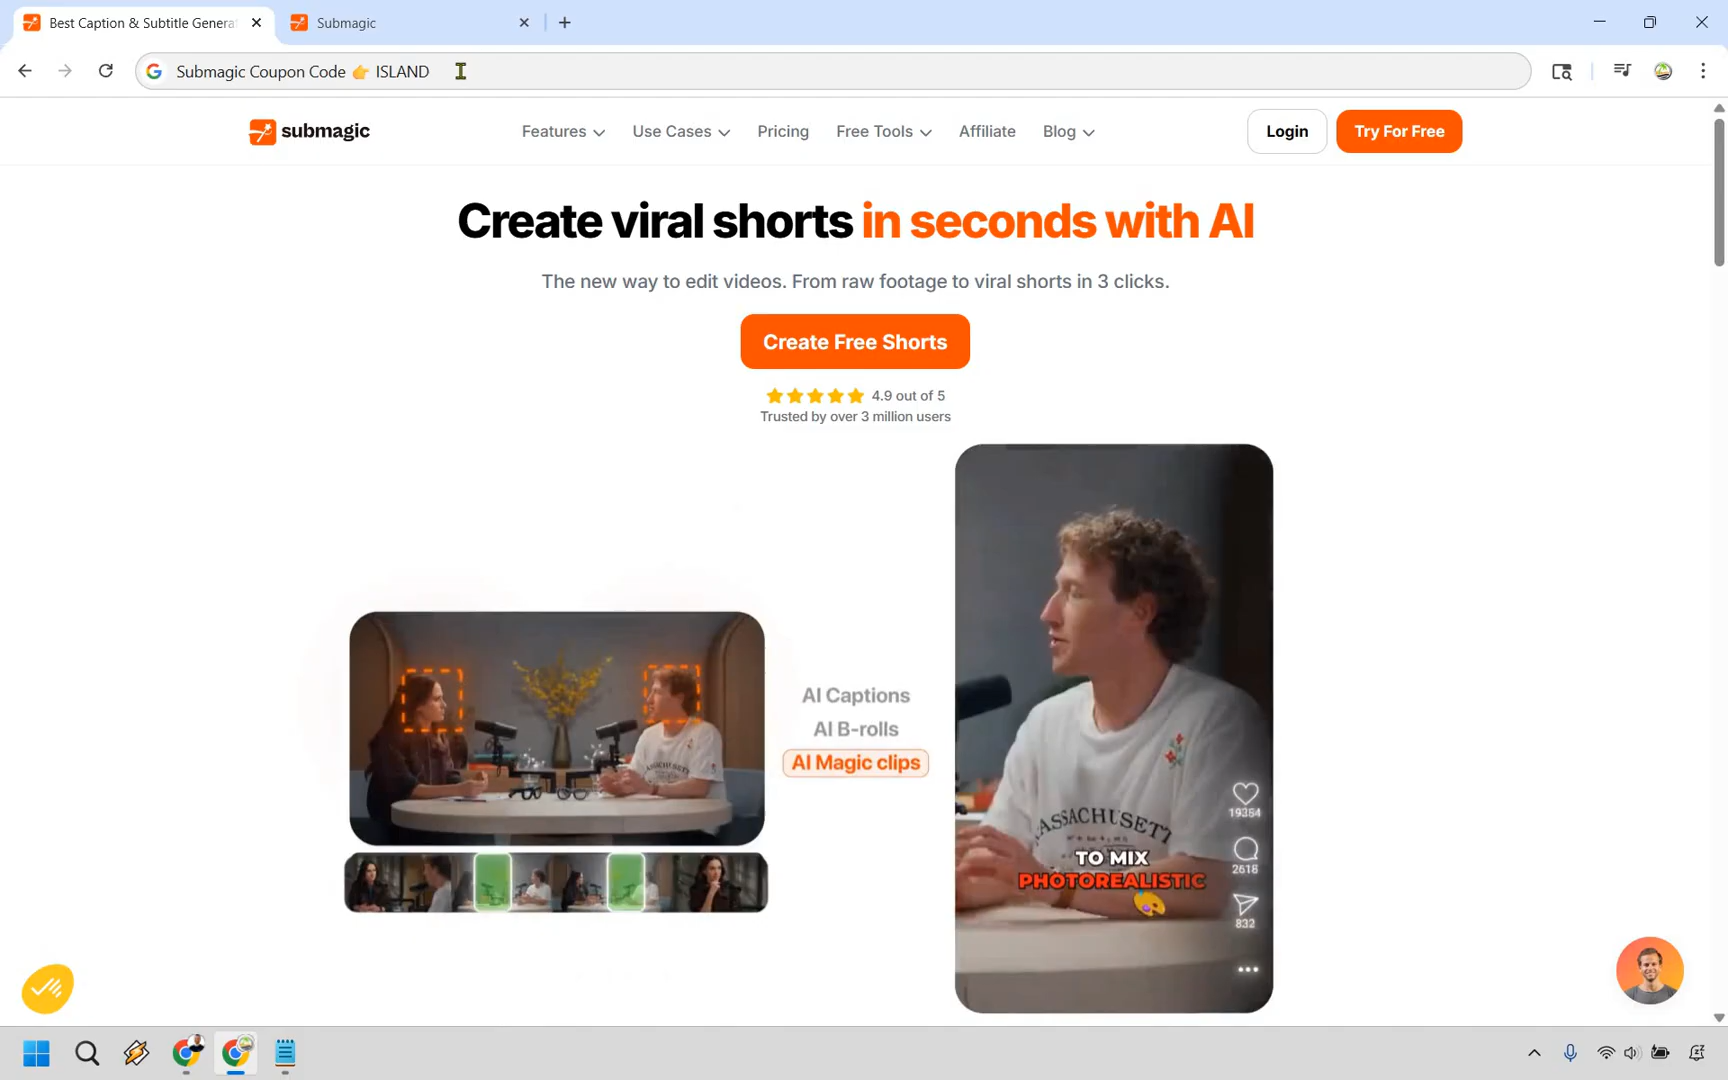 Best Caption & Subtitle Genera
Submagic
Submagic Coupon Code 👉 ISLAND
submagic
Features
Use Cases
Pricing
Free Tools
Affiliate
Blog
Login
Try For Free
Create viral shorts in seconds with AI
The new way to edit videos. From raw footage to viral shorts in 3 clicks.
Create Free Shorts
4.9 out of 5
Trusted by over 3 million users
AI Captions
AI B-rolls
AI Magic clips
MASSACHUSETT
TO MIX
PHOTOREALISTIC
19384
2618
832